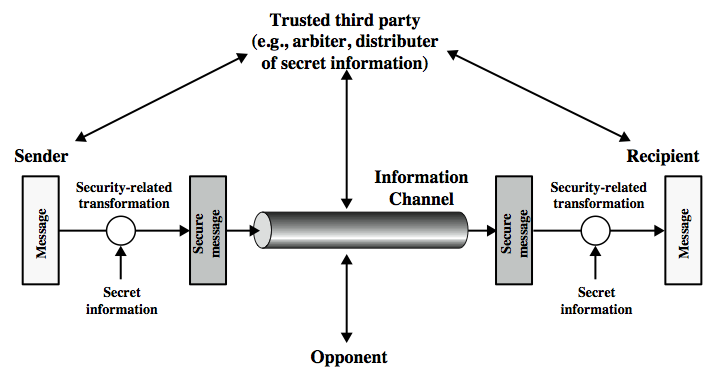 Trusted third party
(e.g., arbiter, distributer
of secret information)
Sender
Recipient
Information
Channel
Security-related
transformation
Security-related
transformation
Message
Secure
message
Secure
message
Message
Secret
information
Secret
information
Opponent